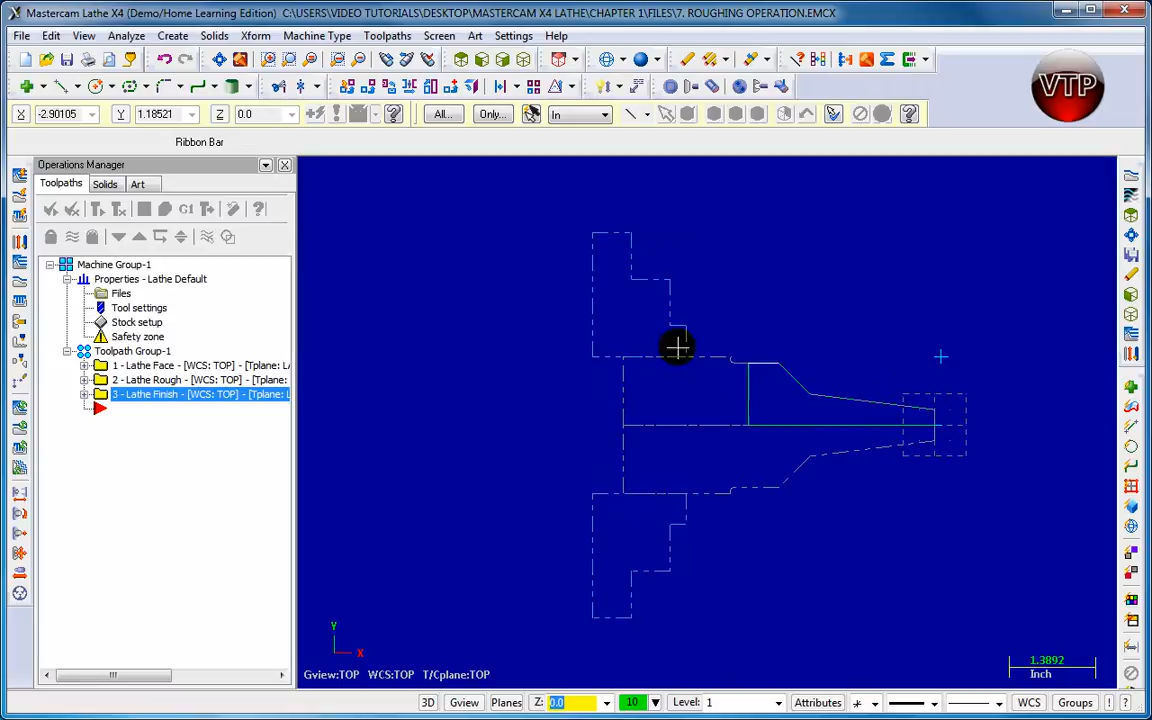 Mastercam Lathe X4 (Demo/Home Learning Edition) C:\USERS\VIDEO TUTORIALS\DESKTOP\MASTERCAM X4 LATHE\CHAPTER 1\FILES\7. ROUGHING OPERATION.EMCX
File Edit View Analyze Create Solids Xform Machine Type Toolpaths Screen Art Settings Help
VTP
X -2.90105 Y 1.18521 Z 0.0 All... Only... In
Ribbon Bar
Operations Manager
Toolpaths Solids Art
G1
Machine Group-1
Properties - Lathe Default
Files
Tool settings
Stock setup
Safety zone
Toolpath Group-1
1 - Lathe Face - [WCS: TOP] - [Tplane: L
2 - Lathe Rough - [WCS: TOP] - [Tplane:
3 - Lathe Finish - [WCS: TOP] - [Tplane: L
Y
X
1.3892
Inch
Gview:TOP WCS:TOP T/Cplane:TOP
3D Gview Planes Z: 0.0 10 Level: 1 Attributes WCS Groups ! ?